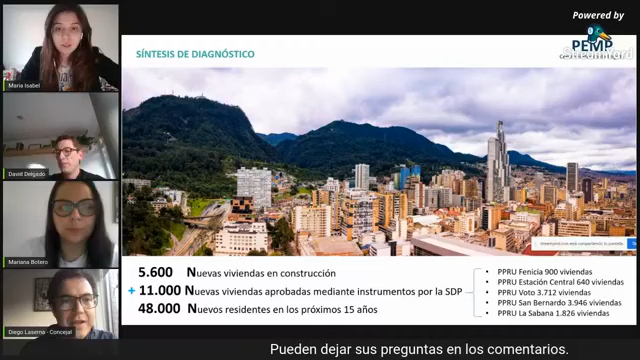 Powered by
PEMP
StreamYard
SÍNTESIS DE DIAGNÓSTICO
Maria Isabel
David Delgado
Mariana Botero
Diego Laserna - Concejal
5.600 Nuevas viviendas en construcción
+ 11.000 Nuevas viviendas aprobadas mediante instrumentos por la SDP
48.000 Nuevos residentes en los próximos 15 años
• PPRU Fenicia 900 viviendas
• PPRU Estación Central 640 viviendas
• PPRU Voto 3.712 viviendas
• PPRU San Bernardo 3.946 viviendas
• PPRU La Sabana 1.826 viviendas
Pueden dejar sus preguntas en los comentarios.